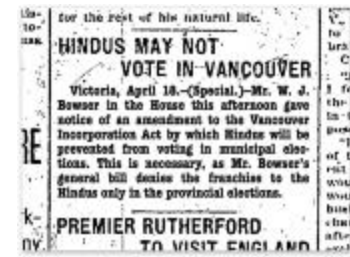 for the rest of his natural life.
HINDUS MAY NOT
VOTE IN VANCOUVER
Victoria, April 16.—(Special.)—Mr. W. J.
Bowser in the House this afternoon gave
notice of an amendment to the Vancouver
Incorporation Act by which Hindus will be
prevented from voting in municipal elec-
tions. This is necessary, as Mr. Bowser's
general bill denies the franchise to the
Hindus only in the provincial elections.
PREMIER RUTHERFORD
TO VISIT ENGLAND